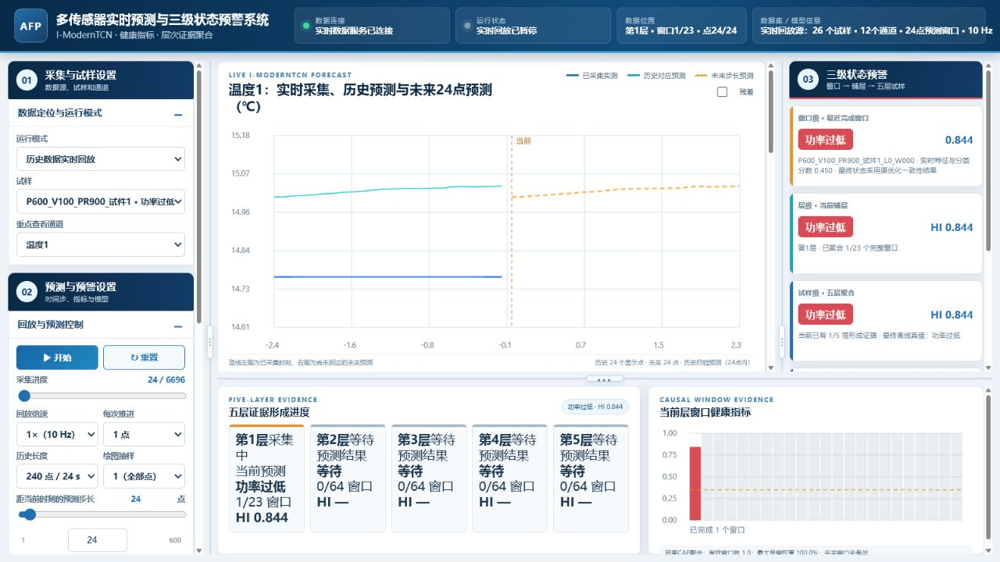 AFP
多传感器实时预测与三级状态预警系统
I-ModernTCN · 健康指标 · 层次证据聚合
数据连接
实时数据服务已连接
运行状态
实时回放已暂停
数据位置
第1层 • 窗口1/23 • 点24/24
数据集 / 模型信息
实时回放源：26 个试样 • 12个通道 • 24点预测窗口 • 10 Hz
01
采集与试样设置
数据源、试样和通道
数据定位与运行模式
运行模式
历史数据实时回放
试样
P600_V100_PR900_试件1 • 功率过低
重点查看通道
温度1
02
预测与预警设置
时间步、指标与模型
回放与预测控制
▶ 开始
↻ 重置
采集进度
24 / 6696
回放倍速
每次推进
1×（10 Hz）
1 点
历史长度
绘图抽样
240 点 / 24 s
1（全部点）
距当前时刻的预测步长
24
点
1
24
600
LIVE I-MODERNTCN FORECAST
温度1：实时采集、历史预测与未来24点预测
（℃）
已采集实测
历史对应预测
未来步长预测
残差
当前
15.18
15.07
14.96
14.84
14.73
14.61
-2.4
-1.6
-0.8
-0.1
0.7
1.5
2.3
竖线左侧为已采集时刻，右侧为尚未到达的未来预测
历史 24 个显示点 · 未来 24 点 · 历史归档预测（24点内）
03
三级状态预警
窗口 → 铺层 → 五层试样
窗口级 • 最近完成窗口
功率过低
0.844
P600_V100_PR900_试件1_L0_W000 · 实时特征与分类
分数 0.450 · 最终状态采用原优化一致性结果
层级 • 当前铺层
功率过低
HI 0.844
第1层 · 已聚合 1/23 个完整窗口
试样级 • 五层聚合
功率过低
HI 0.844
当前已有 1/5 层形成证据 · 最终离线真值：功率过低
FIVE-LAYER EVIDENCE
五层证据形成进度
功率过低 · HI 0.844
第1层采集
中
当前预测
功率过低
1/23 窗口
HI 0.844
第2层等待
预测结果
等待
0/64 窗口
HI —
第3层等待
预测结果
等待
0/64 窗口
HI —
第4层等待
预测结果
等待
0/64 窗口
HI —
第5层等待
预测结果
等待
0/64 窗口
HI —
CAUSAL WINDOW EVIDENCE
当前层窗口健康指标
1.00
0.75
0.50
0.25
0.00
已完成 1 个窗口
因果CAP聚合：有效窗口数 1.0；最大单窗权重 100.0%；未来窗口未参与